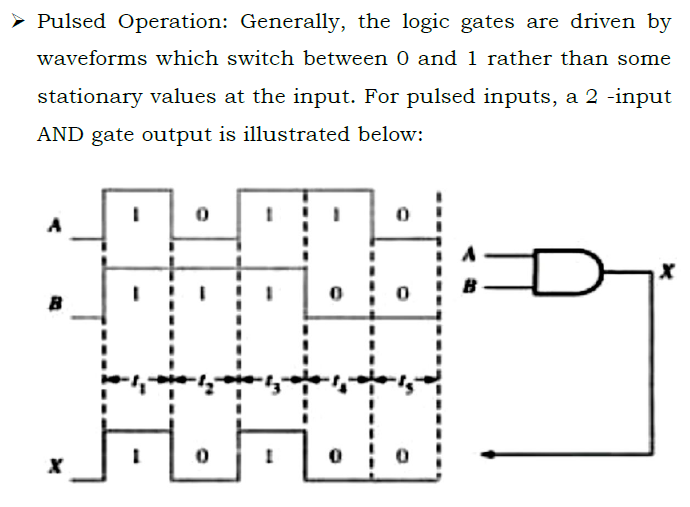 ➢ Pulsed Operation: Generally, the logic gates are driven by
waveforms which switch between 0 and 1 rather than some
stationary values at the input. For pulsed inputs, a 2 -input
AND gate output is illustrated below:
A 1 0 1 1 0
B 1 1 1 0 0
t₁ t₂ t₃ t₄ t₅
X 1 0 1 0 0
A
B
X